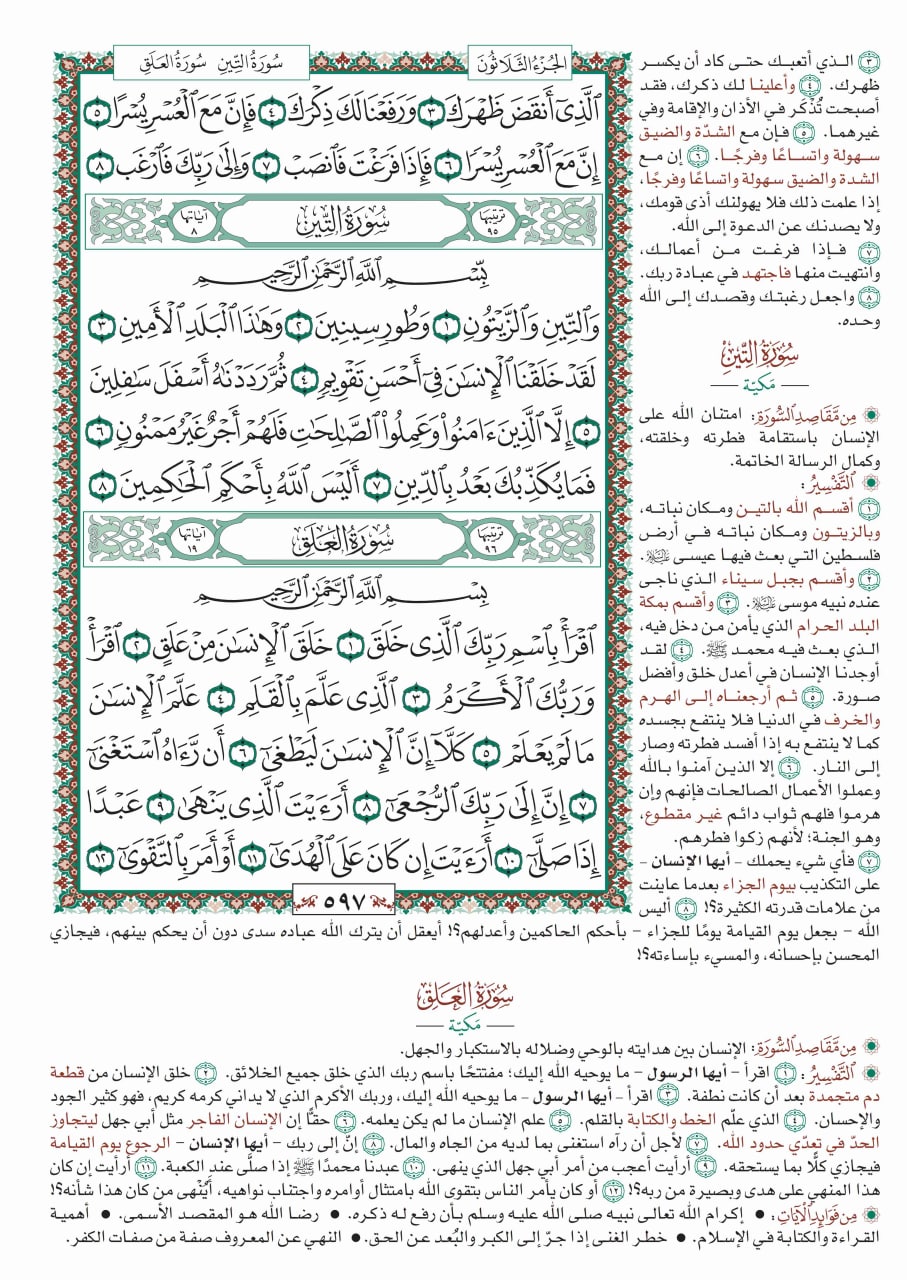 سُورَةُ التِّينِ سُورَةُ العَلَقِ
الجُزْءُ الثَّلَاثُونَ
ٱلَّذِىٓ أَنقَضَ ظَهْرَكَ ٣ وَرَفَعْنَا لَكَ ذِكْرَكَ ٤ فَإِنَّ مَعَ ٱلْعُسْرِ يُسْرًا ٥
إِنَّ مَعَ ٱلْعُسْرِ يُسْرًا ٦ فَإِذَا فَرَغْتَ فَٱنصَبْ ٧ وَإِلَىٰ رَبِّكَ فَٱرْغَب ٨
ترتيبها ٩٥ سُورَةُ التِّينِ آياتها ٨
بِسْمِ ٱللَّهِ ٱلرَّحْمَٰنِ ٱلرَّحِيمِ
وَٱلتِّينِ وَٱلزَّيْتُونِ ١ وَطُورِ سِينِينَ ٢ وَهَٰذَا ٱلْبَلَدِ ٱلْأَمِينِ ٣
لَقَدْ خَلَقْنَا ٱلْإِنسَٰنَ فِىٓ أَحْسَنِ تَقْوِيمٍ ٤ ثُمَّ رَدَدْنَٰهُ أَسْفَلَ سَٰفِلِينَ
٥ إِلَّا ٱلَّذِينَ ءَامَنُوا۟ وَعَمِلُوا۟ ٱلصَّٰلِحَٰتِ فَلَهُمْ أَجْرٌ غَيْرُ مَمْنُونٍ ٦
فَمَا يُكَذِّبُكَ بَعْدُ بِٱلدِّينِ ٧ أَلَيْسَ ٱللَّهُ بِأَحْكَمِ ٱلْحَٰكِمِينَ ٨
ترتيبها ٩٦ سُورَةُ العَلَقِ آياتها ١٩
بِسْمِ ٱللَّهِ ٱلرَّحْمَٰنِ ٱلرَّحِيمِ
ٱقْرَأْ بِٱسْمِ رَبِّكَ ٱلَّذِى خَلَقَ ١ خَلَقَ ٱلْإِنسَٰنَ مِنْ عَلَقٍ ٢ ٱقْرَأْ
وَرَبُّكَ ٱلْأَكْرَمُ ٣ ٱلَّذِى عَلَّمَ بِٱلْقَلَمِ ٤ عَلَّمَ ٱلْإِنسَٰنَ
مَا لَمْ يَعْلَمْ ٥ كَلَّآ إِنَّ ٱلْإِنسَٰنَ لَيَطْغَىٰٓ ٦ أَن رَّءَاهُ ٱسْتَغْنَىٰٓ
٧ إِنَّ إِلَىٰ رَبِّكَ ٱلرُّجْعَىٰٓ ٨ أَرَءَيْتَ ٱلَّذِى يَنْهَىٰ ٩ عَبْدًا
إِذَا صَلَّىٰٓ ١٠ أَرَءَيْتَ إِن كَانَ عَلَى ٱلْهُدَىٰٓ ١١ أَوْ أَمَرَ بِٱلتَّقْوَىٰٓ ١٢
٥٩٧
٣ الذي أتعبك حتى كاد أن يكسر
ظهرك. ٤ وأعلينا لك ذكرك، فقد
أصبحت تُذْكَر في الأذان والإقامة وفي
غيرهما. ٥ فإن مع الشدّة والضيق
سهولة واتساعًا وفرجًا. ٦ إن مع
الشدة والضيق سهولة واتساعًا وفرجًا،
إذا علمت ذلك فلا يهولنك أذى قومك،
ولا يصدنك عن الدعوة إلى الله.
٧ فإذا فرغت من أعمالك،
وانتهيت منها فاجتهد في عبادة ربك.
٨ واجعل رغبتك وقصدك إلى الله
وحده.
سُورَةُ التِّينِ
مَكيّة
مِن مَّقَاصِدِ السُّورَةِ: امتنان الله على
الإنسان باستقامة فطرته وخلقته،
وكمال الرسالة الخاتمة.
التَّفْسِيرُ:
١ أقسم الله بالتين ومكان نباته،
وبالزيتون ومكان نباته في أرض
فلسطين التي بعث فيها عيسى عليه السلام.
٢ وأقسم بجبل سيناء الذي ناجى
عنده نبيه موسى عليه السلام. ٣ وأقسم بمكة
البلد الحرام الذي يأمن من دخل فيه،
الذي بعث فيه محمد ﷺ. ٤ لقد
أوجدنا الإنسان في أعدل خلق وأفضل
صورة. ٥ ثم أرجعناه إلى الهرم
والخرف في الدنيا فلا ينتفع بجسده
كما لا ينتفع به إذا أفسد فطرته وصار
إلى النار. ٦ إلا الذين آمنوا بالله
وعملوا الأعمال الصالحات فإنهم وإن
هرموا فلهم ثواب دائم غير مقطوع،
وهو الجنة؛ لأنهم زكوا فطرهم.
٧ فأي شيء يحملك - أيها الإنسان -
على التكذيب بيوم الجزاء بعدما عاينت
من علامات قدرته الكثيرة؟! ٨ أليس
الله - بجعل يوم القيامة يومًا للجزاء - بأحكم الحاكمين وأعدلهم؟! أيعقل أن يترك الله عباده سدى دون أن يحكم بينهم، فيجازي
المحسن بإحسانه، والمسيء بإساءته؟!
سُورَةُ العَلَقِ
مَكيّة
مِن مَّقَاصِدِ السُّورَةِ: الإنسان بين هدايته بالوحي وضلاله بالاستكبار والجهل.
التَّفْسِيرُ: ١ اقرأ - أيها الرسول - ما يوحيه الله إليك؛ مفتتحًا باسم ربك الذي خلق جميع الخلائق. ٢ خلق الإنسان من قطعة
دم متجمدة بعد أن كانت نطفة. ٣ اقرأ - أيها الرسول - ما يوحيه الله إليك، وربك الأكرم الذي لا يداني كرمه كريم، فهو كثير الجود
والإحسان. ٤ الذي علّم الخط والكتابة بالقلم. ٥ علم الإنسان ما لم يكن يعلمه. ٦ حقًّا إن الإنسان الفاجر مثل أبي جهل ليتجاوز
الحدّ في تعدّي حدود الله. ٧ لأجل أن رآه استغنى بما لديه من الجاه والمال. ٨ إنّ إلى ربك - أيها الإنسان - الرجوع يوم القيامة
فيجازي كلًّا بما يستحقه. ٩ أرأيت أعجب من أمر أبي جهل الذي ينهى. ١٠ عبدنا محمدًا ﷺ إذا صلَّى عند الكعبة. ١١ أرأيت إن كان
هذا المنهي على هدى وبصيرة من ربه؟! ١٢ أو كان يأمر الناس بتقوى الله بامتثال أوامره واجتناب نواهيه، أيُنْهى من كان هذا شأنه؟!
مِن فَوَائِدِ الآيَاتِ: • إكرام الله تعالى نبيه صلى الله عليه وسلم بأن رفع له ذكره. • رضا الله هو المقصد الأسمى. • أهمية
القراءة والكتابة في الإسلام. • خطر الغنى إذا جرّ إلى الكبر والبُعد عن الحق. • النهي عن المعروف صفة من صفات الكفر.